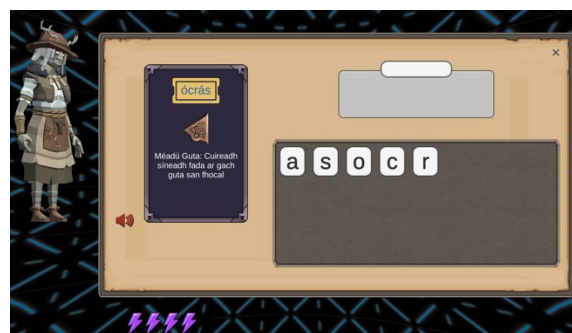 ócrás
Méadú Guta: Cuireadh
síneadh fada ar gach
guta san fhocal
a s o c r